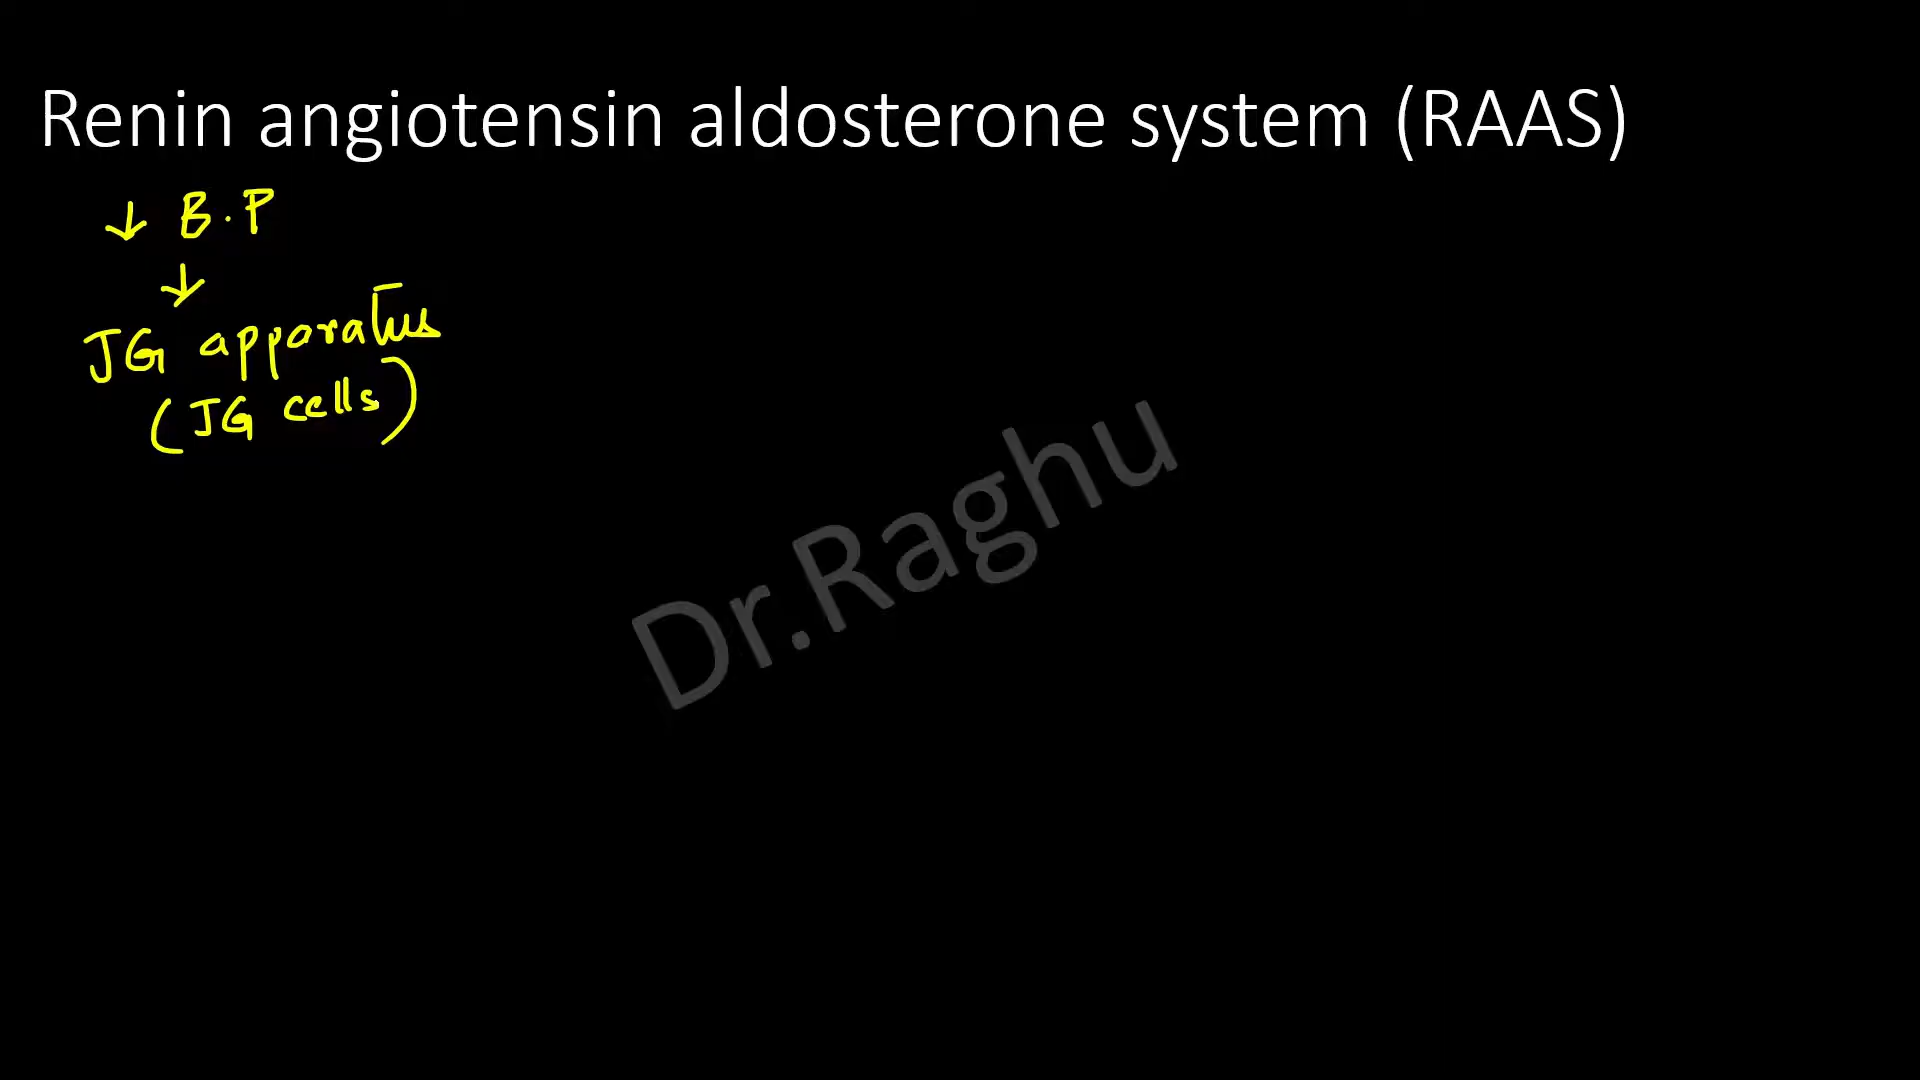 Renin angiotensin aldosterone system (RAAS)
↓ B.P
↓
JG apparatus
(JG cells)
Dr.Raghu